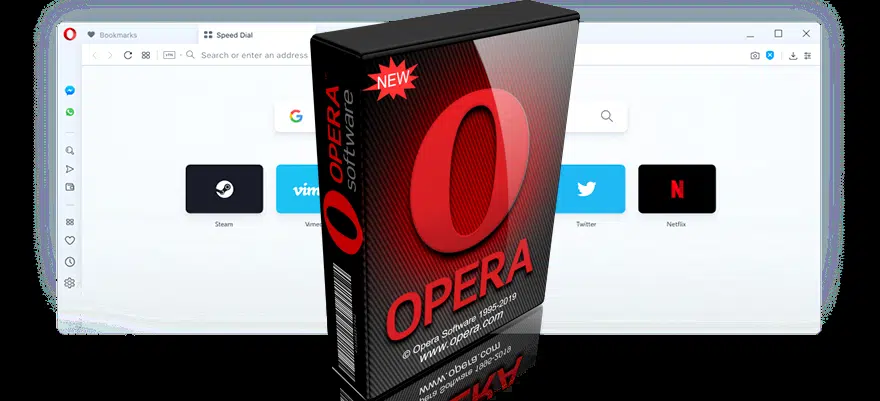 Bookmarks
Speed Dial
VPN
Search or enter an address
Steam
Twitter
Netflix
N
NEW
OPERA
software
OPERA
© Opera Software 1995-2019
www.opera.com